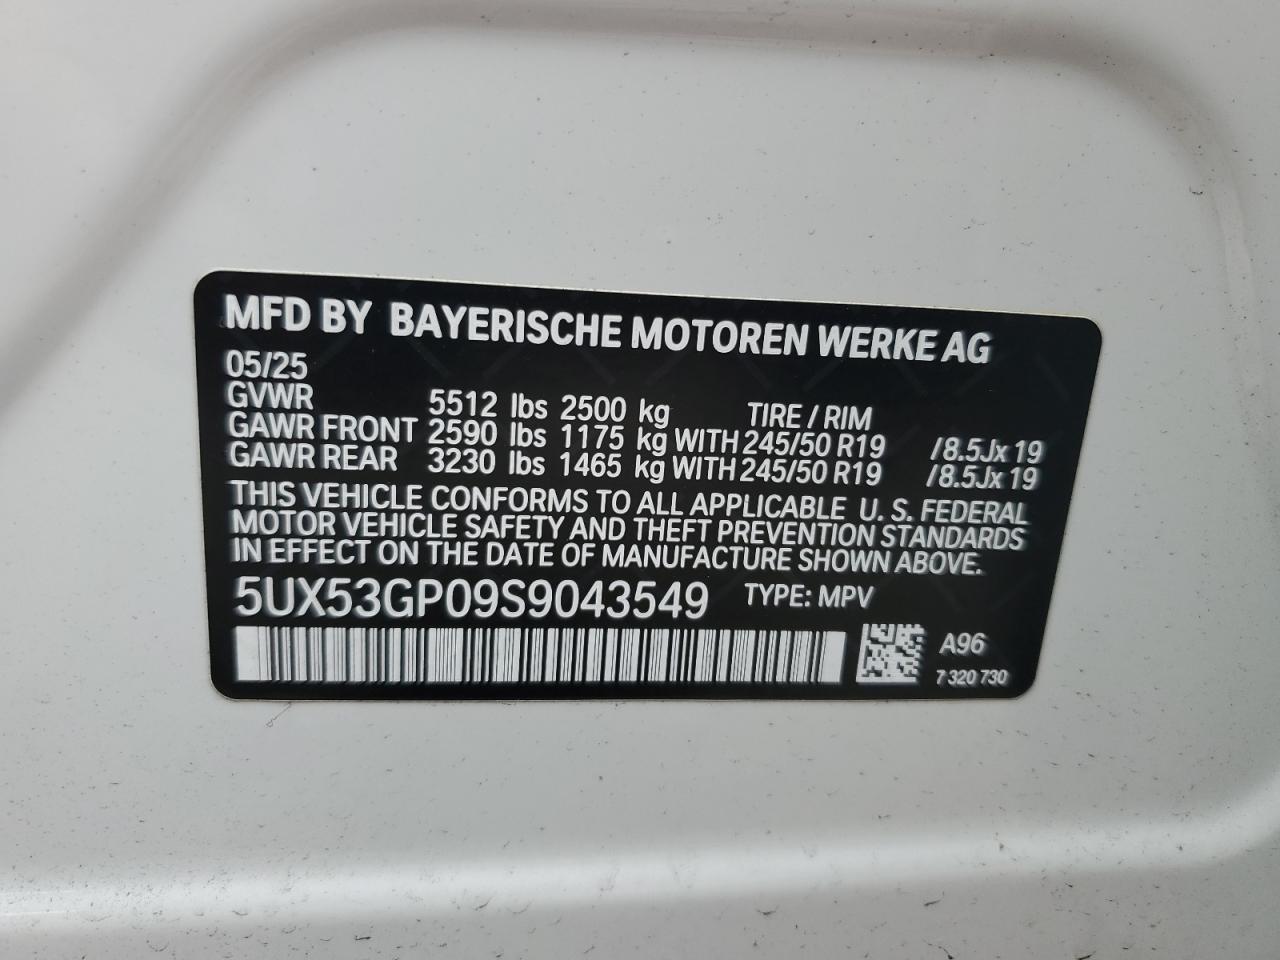 MFD BY BAYERISCHE MOTOREN WERKE AG
05/25
GVWR 5512 lbs 2500 kg TIRE / RIM
GAWR FRONT 2590 lbs 1175 kg WITH 245/50 R19 /8.5Jx 19
GAWR REAR 3230 lbs 1465 kg WITH 245/50 R19 /8.5Jx 19
THIS VEHICLE CONFORMS TO ALL APPLICABLE U. S. FEDERAL
MOTOR VEHICLE SAFETY AND THEFT PREVENTION STANDARDS
IN EFFECT ON THE DATE OF MANUFACTURE SHOWN ABOVE.
5UX53GP09S9043549 TYPE: MPV
A96
7 320 730